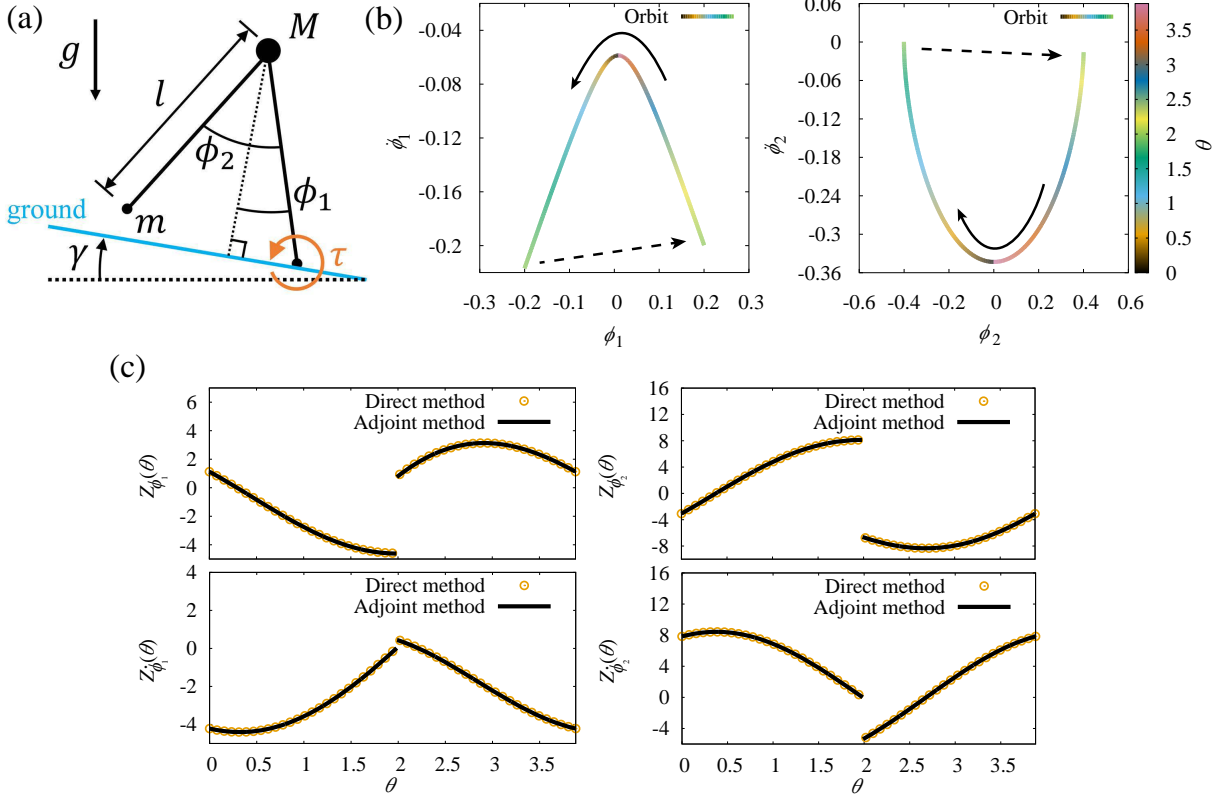 (a)
M
g
l
ϕ₂
ϕ₁
m
ground
γ
τ
(b)
Orbit
-0.04
-0.08
-0.12
-0.16
-0.2
ϕ̇₁
-0.3 -0.2 -0.1 0 0.1 0.2 0.3
ϕ₁
Orbit
0.06
0
-0.06
-0.12
-0.18
-0.24
-0.3
-0.36
ϕ̇₂
-0.6 -0.4 -0.2 0 0.2 0.4 0.6
ϕ₂
3.5
3
2.5
2
1.5
1
0.5
0
θ
(c)
6
4
2
0
-2
-4
Z_ϕ₁(θ)
Direct method
Adjoint method
16
12
8
4
0
-4
-8
Z_ϕ₂(θ)
Direct method
Adjoint method
4
2
0
-2
-4
Z_ϕ̇₁(θ)
Direct method
Adjoint method
0 0.5 1 1.5 2 2.5 3 3.5
θ
16
12
8
4
0
-4
-6
Z_ϕ̇₂(θ)
Direct method
Adjoint method
0 0.5 1 1.5 2 2.5 3 3.5
θ